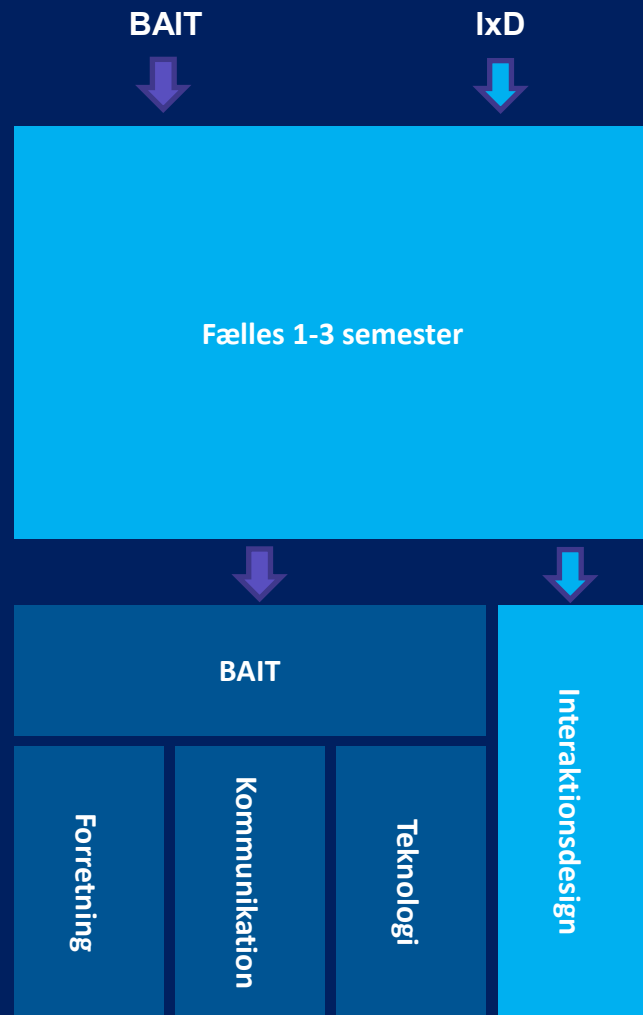 BAIT
IxD
Fælles 1-3 semester
BAIT
Interaktionsdesign
Forretning
Kommunikation
Teknologi